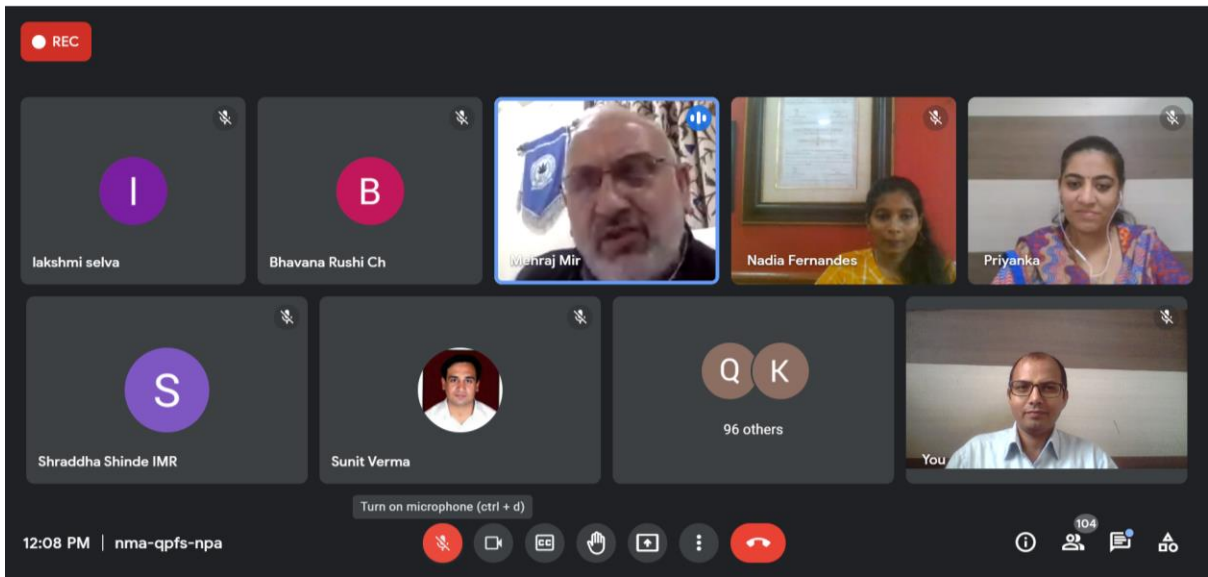 REC
l
lakshmi selva
B
Bhavana Rushi Ch
Mehraj Mir
Nadia Fernandes
Priyanka
S
Shraddha Shinde IMR
Sunit Verma
Q K
96 others
You
Turn on microphone (ctrl + d)
12:08 PM | nma-qpfs-npa
CC
104